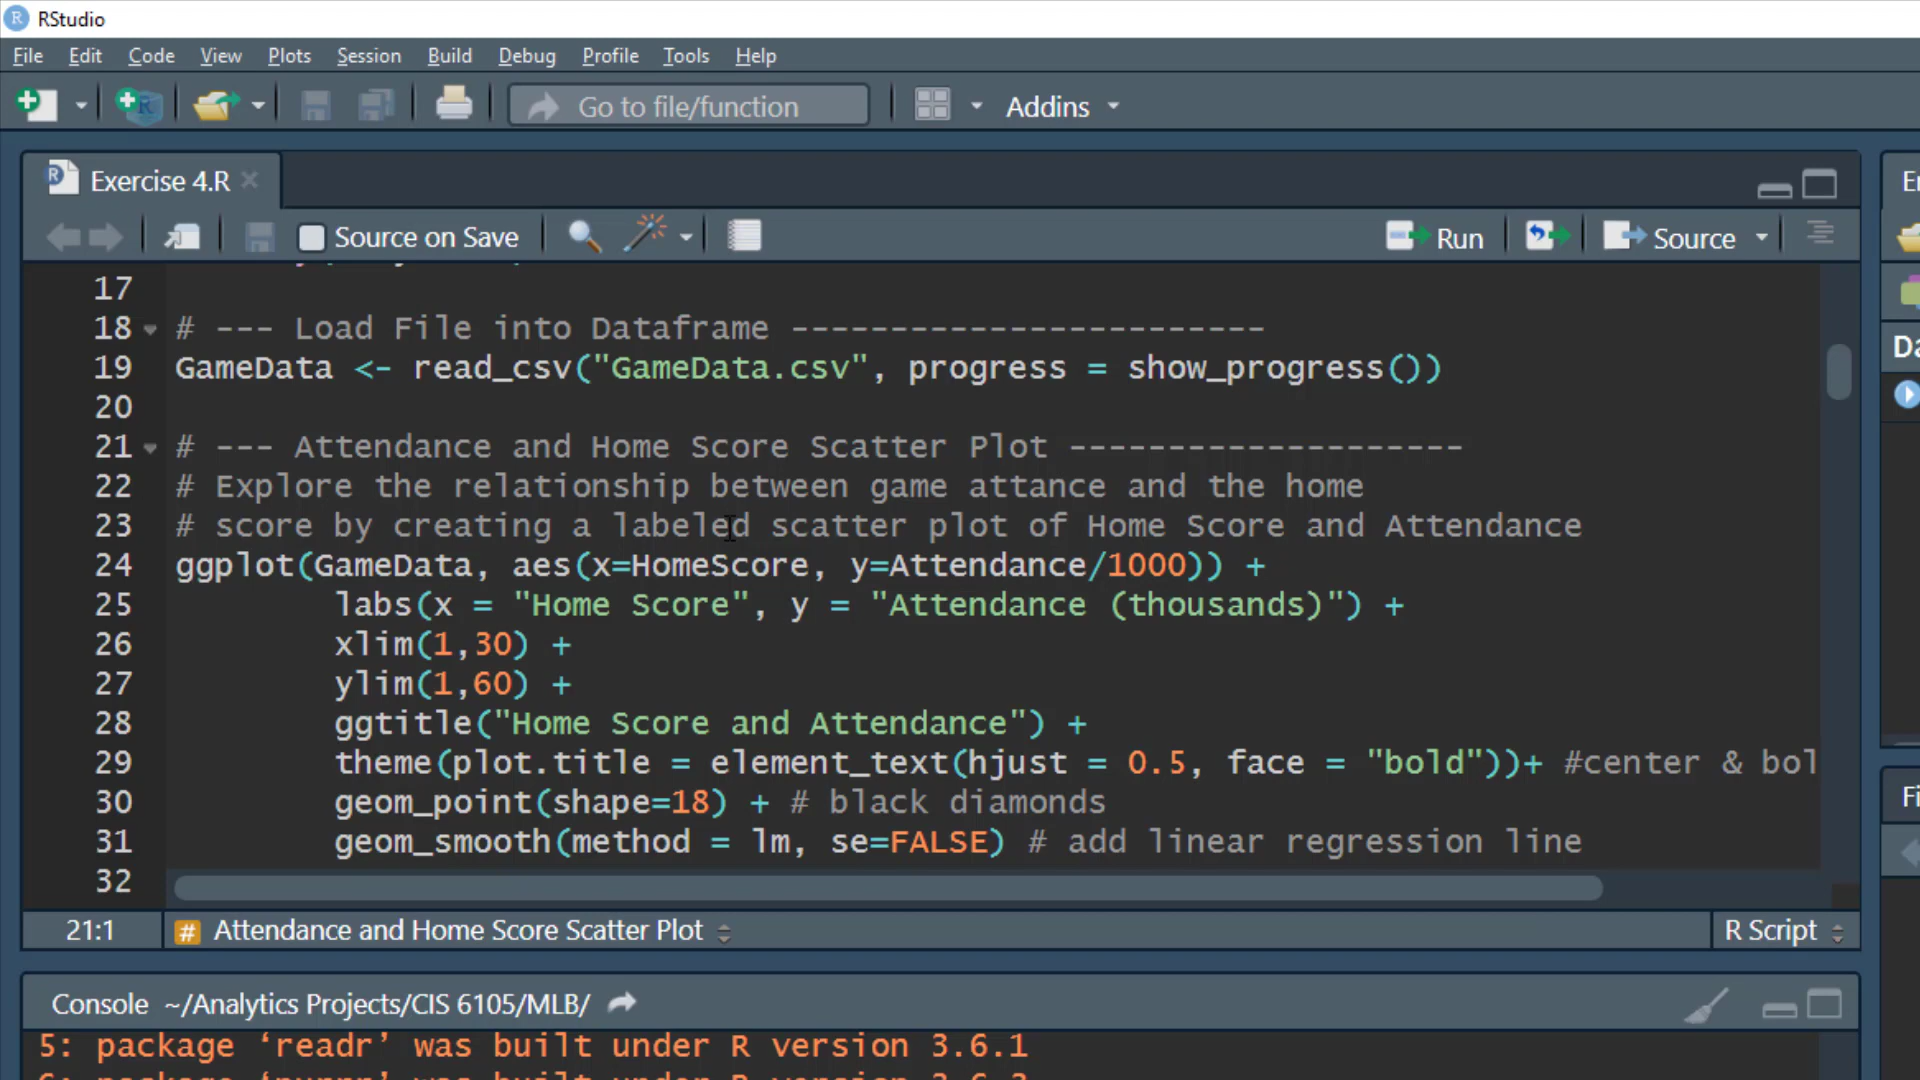 RStudio
File Edit Code View Plots Session Build Debug Profile Tools Help
Go to file/function Addins
Exercise 4.R
Source on Save Run Source
17
18 # --- Load File into Dataframe ------------------------
19 GameData <- read_csv("GameData.csv", progress = show_progress())
20
21 # --- Attendance and Home Score Scatter Plot --------------------
22 # Explore the relationship between game attance and the home
23 # score by creating a labeled scatter plot of Home Score and Attendance
24 ggplot(GameData, aes(x=HomeScore, y=Attendance/1000)) +
25 labs(x = "Home Score", y = "Attendance (thousands)") +
26 xlim(1,30) +
27 ylim(1,60) +
28 ggtitle("Home Score and Attendance") +
29 theme(plot.title = element_text(hjust = 0.5, face = "bold"))+ #center & bol
30 geom_point(shape=18) + # black diamonds
31 geom_smooth(method = lm, se=FALSE) # add linear regression line
32
21:1 # Attendance and Home Score Scatter Plot R Script
Console ~/Analytics Projects/CIS 6105/MLB/
5: package ‘readr’ was built under R version 3.6.1